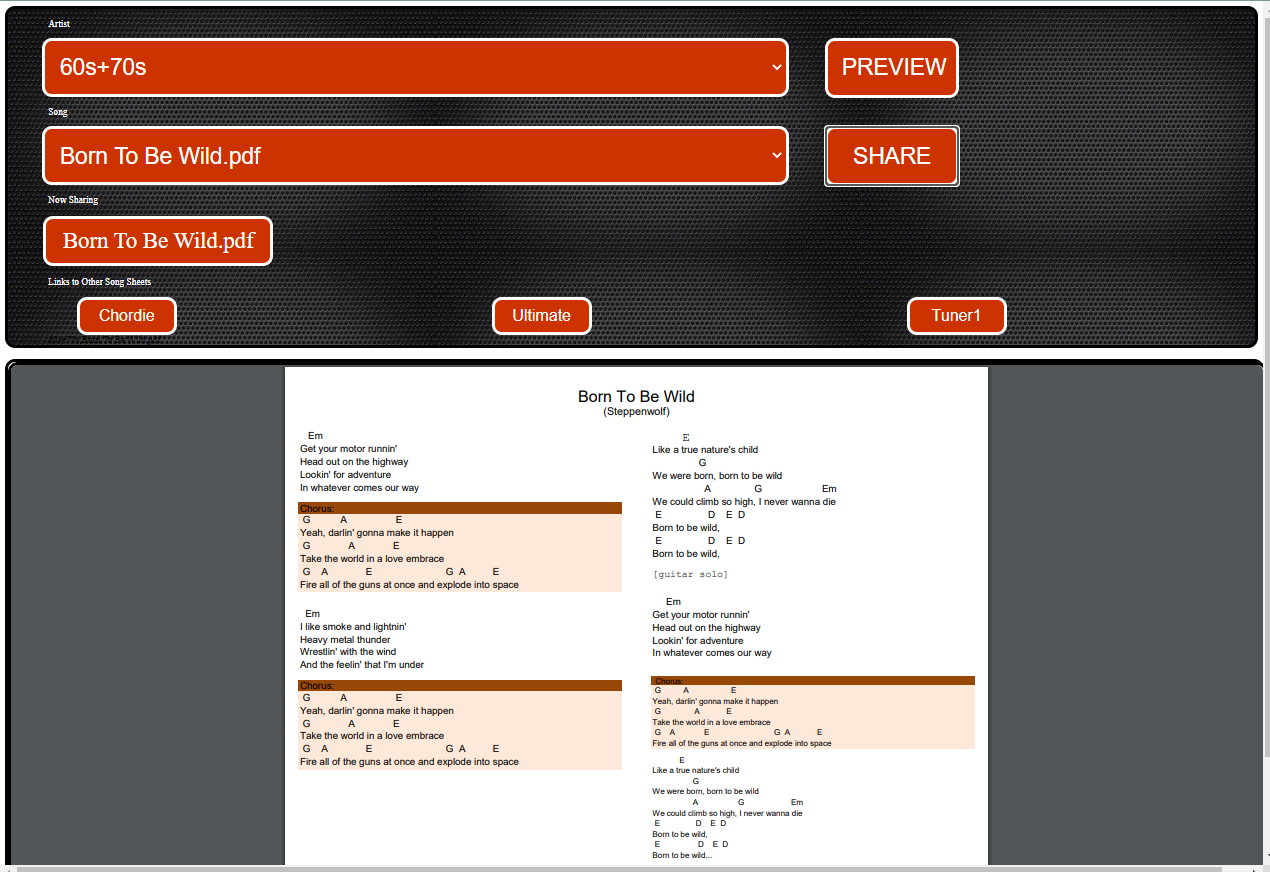 Artist
60s+70s
PREVIEW
Song
Born To Be Wild.pdf
SHARE
Now Sharing
Born To Be Wild.pdf
Links to Other Song Sheets
Chordie
Ultimate
Tuner1
Born To Be Wild
(Steppenwolf)
Em
Get your motor runnin'
Head out on the highway
Lookin' for adventure
In whatever comes our way
Chorus:
G A E
Yeah, darlin' gonna make it happen
G A E
Take the world in a love embrace
G A E G A E
Fire all of the guns at once and explode into space
Em
I like smoke and lightnin'
Heavy metal thunder
Wrestlin' with the wind
And the feelin' that I'm under
Chorus:
G A E
Yeah, darlin' gonna make it happen
G A E
Take the world in a love embrace
G A E G A E
Fire all of the guns at once and explode into space
E
Like a true nature's child
G
We were born, born to be wild
A G Em
We could climb so high, I never wanna die
E D E D
Born to be wild,
E D E D
Born to be wild,
[guitar solo]
Em
Get your motor runnin'
Head out on the highway
Lookin' for adventure
In whatever comes our way
Chorus:
G A E
Yeah, darlin' gonna make it happen
G A E
Take the world in a love embrace
G A E G A E
Fire all of the guns at once and explode into space
E
Like a true nature's child
G
We were born, born to be wild
A G Em
We could climb so high, I never wanna die
E D E D
Born to be wild,
E D E D
Born to be wild...